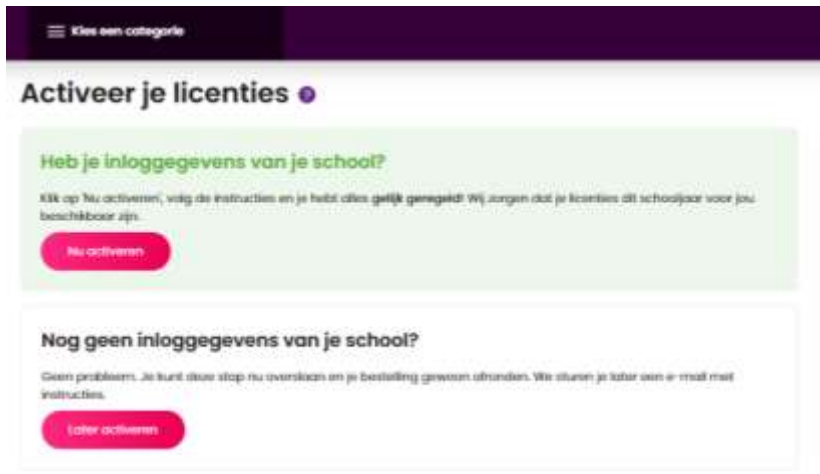 Kies een categorie
Activeer je licenties ?
Heb je inloggegevens van je school?
Klik op 'Nu activeren', volg de instructies en je hebt alles gelijk geregeld! Wij zorgen dat je licenties dit schooljaar voor jou
beschikbaar zijn.
Nu activeren
Nog geen inloggegevens van je school?
Geen probleem. Je kunt deze stap nu overslaan en je bestelling gewoon afronden. We sturen je later een e-mail met
instructies.
Later activeren